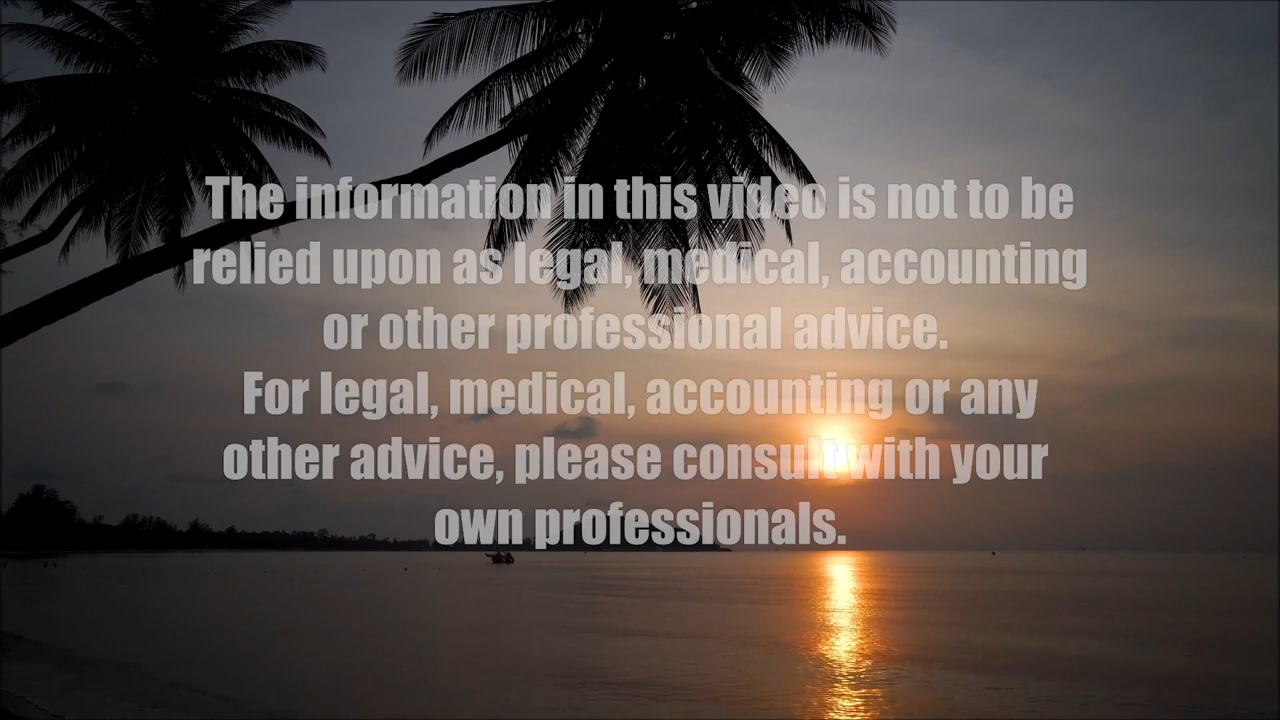 The information in this video is not to be
relied upon as legal, medical, accounting
or other professional advice.
For legal, medical, accounting or any
other advice, please consult with your
own professionals.